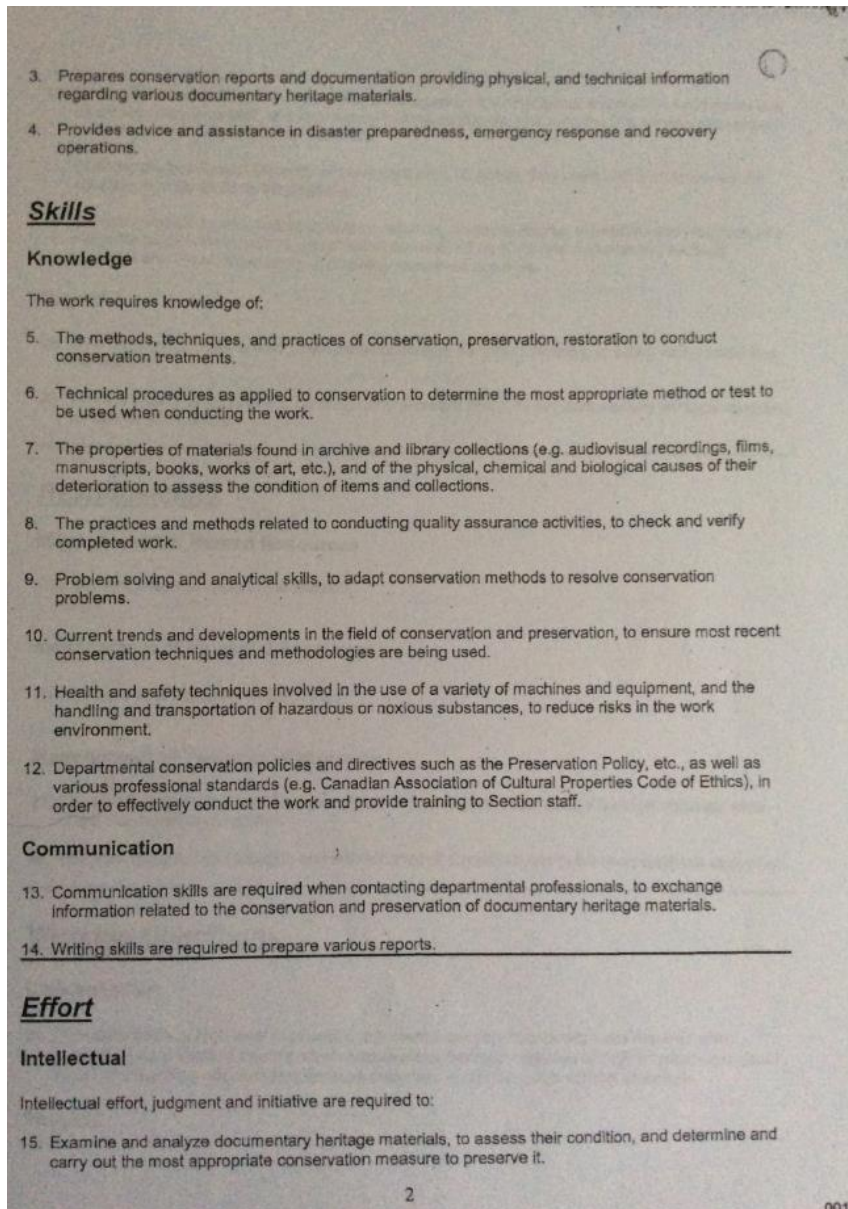 3. Prepares conservation reports and documentation providing physical, and technical information
regarding various documentary heritage materials.
4. Provides advice and assistance in disaster preparedness, emergency response and recovery
operations.
Skills
Knowledge
The work requires knowledge of:
5. The methods, techniques, and practices of conservation, preservation, restoration to conduct
conservation treatments.
6. Technical procedures as applied to conservation to determine the most appropriate method or test to
be used when conducting the work.
7. The properties of materials found in archive and library collections (e.g. audiovisual recordings, films,
manuscripts, books, works of art, etc.), and of the physical, chemical and biological causes of their
deterioration to assess the condition of items and collections.
8. The practices and methods related to conducting quality assurance activities, to check and verify
completed work.
9. Problem solving and analytical skills, to adapt conservation methods to resolve conservation
problems.
10. Current trends and developments in the field of conservation and preservation, to ensure most recent
conservation techniques and methodologies are being used.
11. Health and safety techniques involved in the use of a variety of machines and equipment, and the
handling and transportation of hazardous or noxious substances, to reduce risks in the work
environment.
12. Departmental conservation policies and directives such as the Preservation Policy, etc., as well as
various professional standards (e.g. Canadian Association of Cultural Properties Code of Ethics), in
order to effectively conduct the work and provide training to Section staff.
Communication
13. Communication skills are required when contacting departmental professionals, to exchange
information related to the conservation and preservation of documentary heritage materials.
14. Writing skills are required to prepare various reports.
Effort
Intellectual
Intellectual effort, judgment and initiative are required to:
15. Examine and analyze documentary heritage materials, to assess their condition, and determine and
carry out the most appropriate conservation measure to preserve it.
2